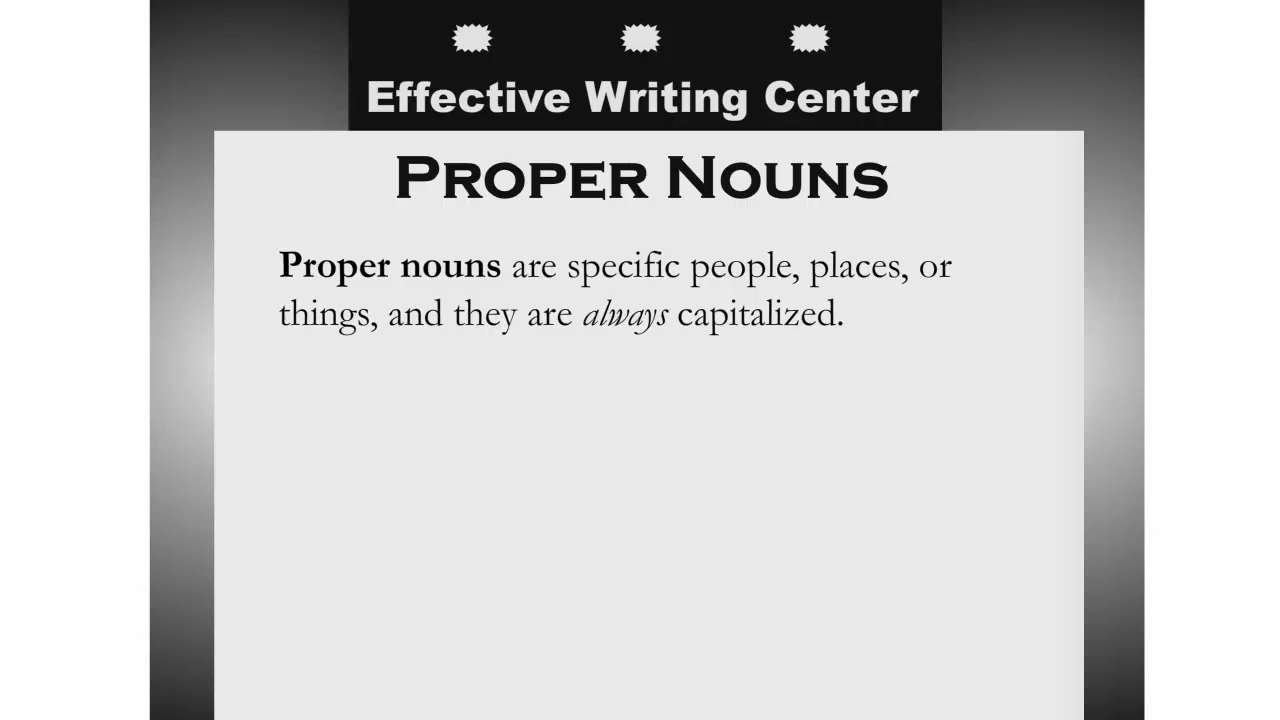 Effective Writing Center
Proper Nouns
Proper nouns are specific people, places, or
things, and they are always capitalized.